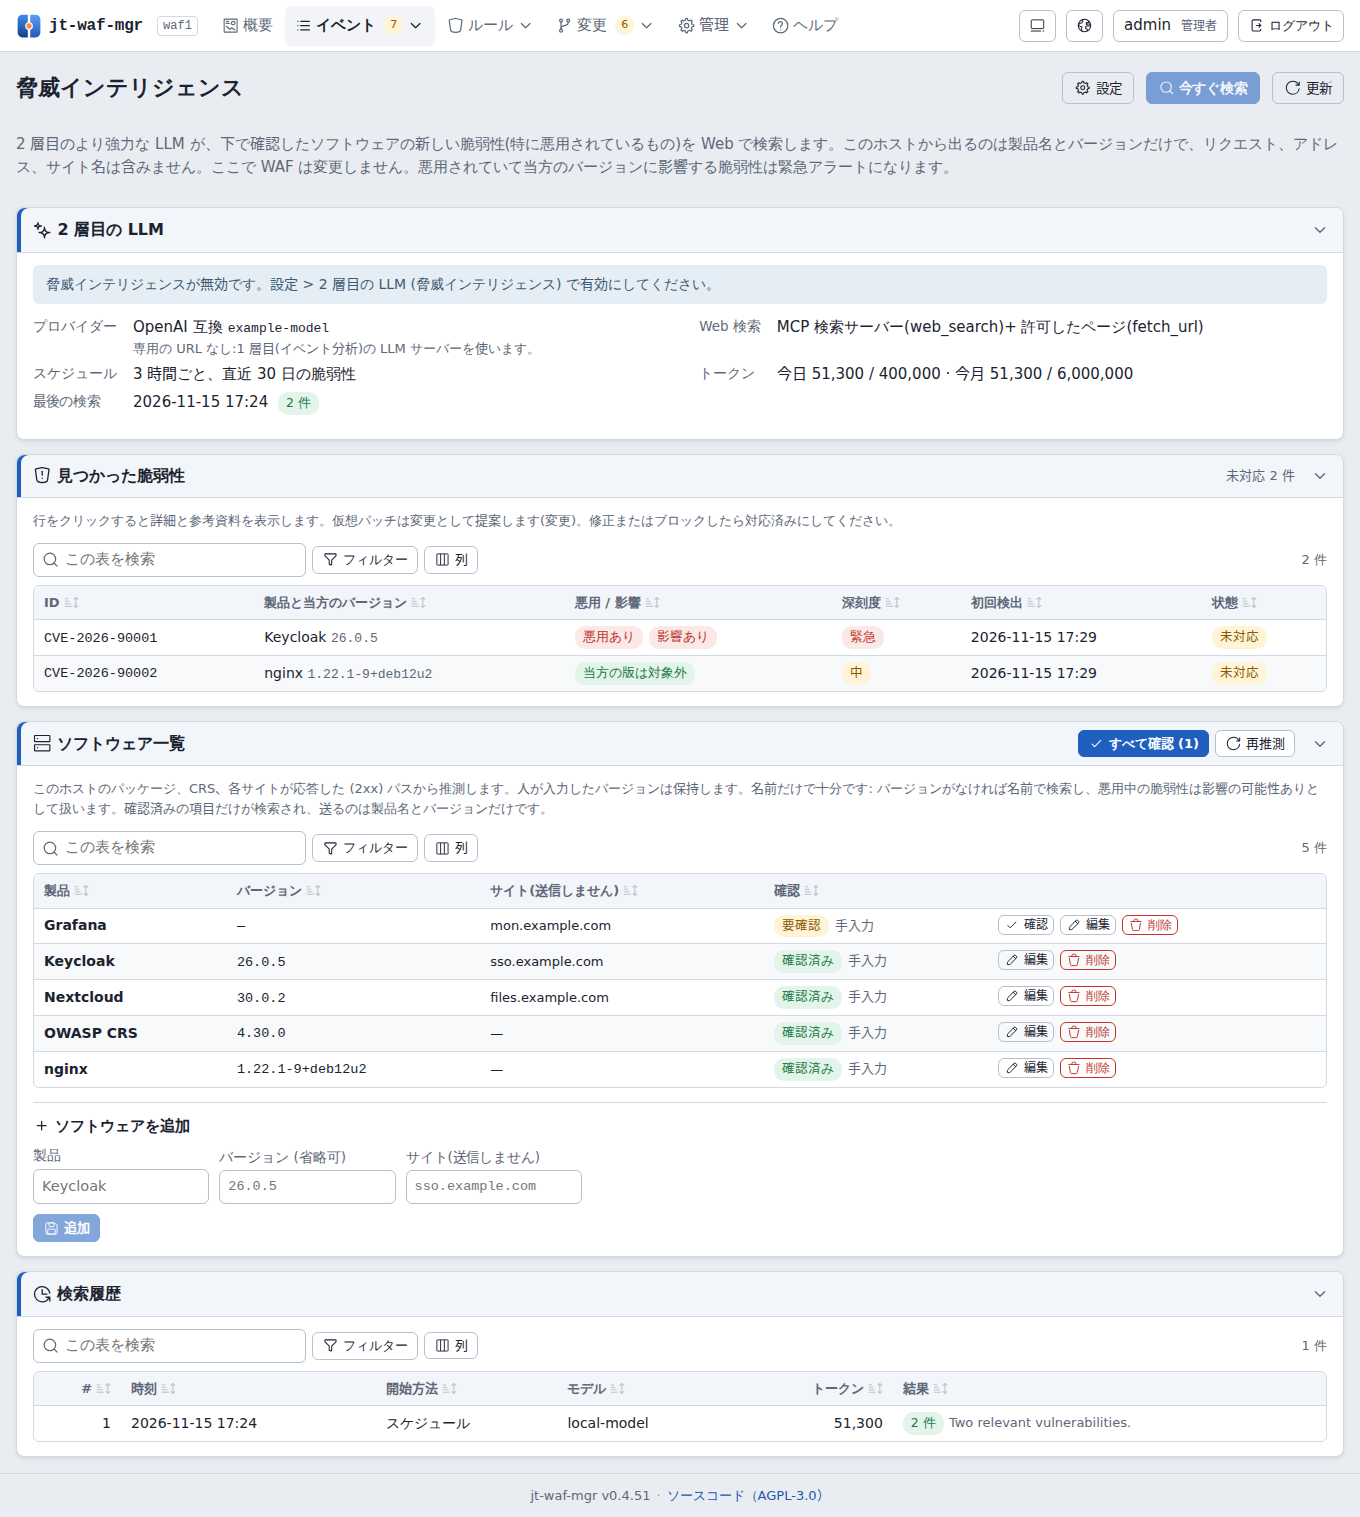 jt-waf-mgr waf1 概要 イベント 7 ルール 変更 6 管理 ヘルプ admin 管理者 ログアウト
脅威インテリジェンス 設定 今すぐ検索 更新
2 層目のより強力な LLM が、下で確認したソフトウェアの新しい脆弱性(特に悪用されているもの)を Web で検索します。このホストから出るのは製品名とバージョンだけで、リクエスト、アドレ
ス、サイト名は含みません。ここで WAF は変更しません。悪用されていて当方のバージョンに影響する脆弱性は緊急アラートになります。
2 層目の LLM
脅威インテリジェンスが無効です。設定 > 2 層目の LLM (脅威インテリジェンス) で有効にしてください。
プロバイダー OpenAI 互換 example-model Web 検索 MCP 検索サーバー(web_search)+ 許可したページ(fetch_url)
専用の URL なし:1 層目(イベント分析)の LLM サーバーを使います。
スケジュール 3 時間ごと、直近 30 日の脆弱性 トークン 今日 51,300 / 400,000 · 今月 51,300 / 6,000,000
最後の検索 2026-11-15 17:24 2 件
見つかった脆弱性 未対応 2 件
行をクリックすると詳細と参考資料を表示します。仮想パッチは変更として提案します(変更)。修正またはブロックしたら対応済みにしてください。
この表を検索 フィルター 列 2 件
ID 製品と当方のバージョン 悪用 / 影響 深刻度 初回検出 状態
CVE-2026-90001 Keycloak 26.0.5 悪用あり 影響あり 緊急 2026-11-15 17:29 未対応
CVE-2026-90002 nginx 1.22.1-9+deb12u2 当方の版は対象外 中 2026-11-15 17:29 未対応
ソフトウェア一覧 すべて確認 (1) 再推測
このホストのパッケージ、CRS、各サイトが応答した (2xx) パスから推測します。人が入力したバージョンは保持します。名前だけで十分です: バージョンがなければ名前で検索し、悪用中の脆弱性は影響の可能性ありと
して扱います。確認済みの項目だけが検索され、送るのは製品名とバージョンだけです。
この表を検索 フィルター 列 5 件
製品 バージョン サイト(送信しません) 確認
Grafana – mon.example.com 要確認 手入力 確認 編集 削除
Keycloak 26.0.5 sso.example.com 確認済み 手入力 編集 削除
Nextcloud 30.0.2 files.example.com 確認済み 手入力 編集 削除
OWASP CRS 4.30.0 — 確認済み 手入力 編集 削除
nginx 1.22.1-9+deb12u2 — 確認済み 手入力 編集 削除
ソフトウェアを追加
製品 バージョン (省略可) サイト(送信しません)
Keycloak 26.0.5 sso.example.com
追加
検索履歴
この表を検索 フィルター 列 1 件
# 時刻 開始方法 モデル トークン 結果
1 2026-11-15 17:24 スケジュール local-model 51,300 2 件 Two relevant vulnerabilities.
jt-waf-mgr v0.4.51 · ソースコード（AGPL-3.0）